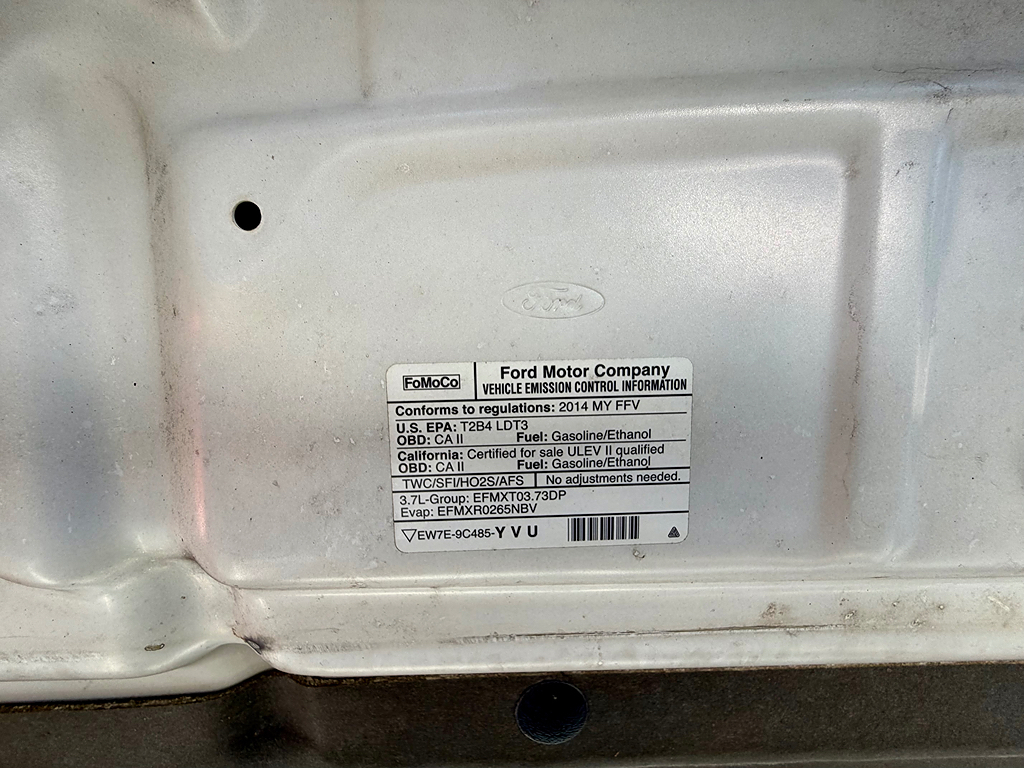 Ford
FoMoCo
Ford Motor Company
VEHICLE EMISSION CONTROL INFORMATION
Conforms to regulations: 2014 MY FFV
U.S. EPA: T2B4 LDT3
OBD: CA II Fuel: Gasoline/Ethanol
California: Certified for sale ULEV II qualified
OBD: CA II Fuel: Gasoline/Ethanol
TWC/SFI/HO2S/AFS No adjustments needed.
3.7L-Group: EFMXT03.73DP
Evap: EFMXR0265NBV
EW7E-9C485-Y V U